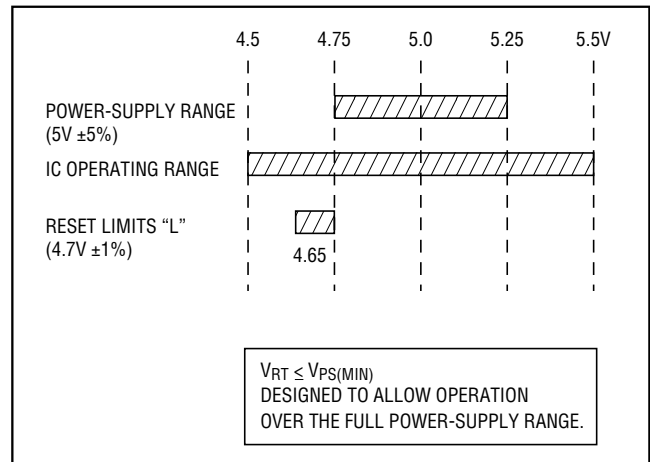 4.5 4.75 5.0 5.25 5.5V
POWER-SUPPLY RANGE
(5V ±5%)
IC OPERATING RANGE
RESET LIMITS “L”
(4.7V ±1%)
4.65
VRT ≤ VPS(MIN)
DESIGNED TO ALLOW OPERATION
OVER THE FULL POWER-SUPPLY RANGE.